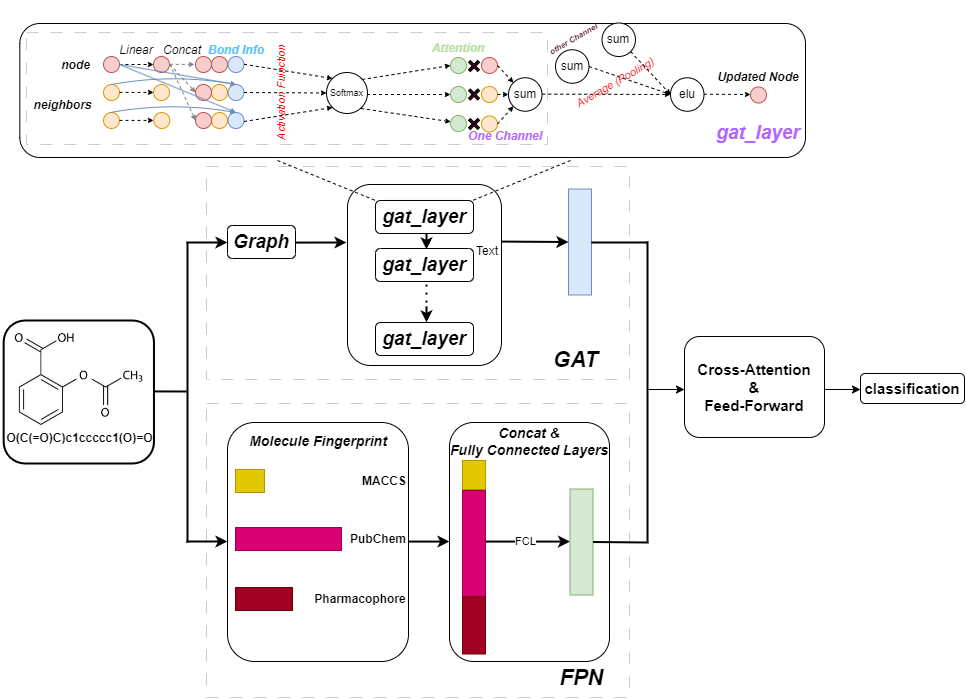 Linear Concat Bond Info
node
neighbors
Activation Function
Softmax
Attention
One Channel
sum
other Channel
sum
sum
Average (Pooling)
elu
Updated Node
gat_layer
Graph
gat_layer
gat_layer
gat_layer
Text
GAT
O
OH
O
CH3
O
O(C(=O)C)c1ccccc1(O)=O
Cross-Attention
&
Feed-Forward
classification
Molecule Fingerprint
MACCS
PubChem
Pharmacophore
Concat &
Fully Connected Layers
FCL
FPN